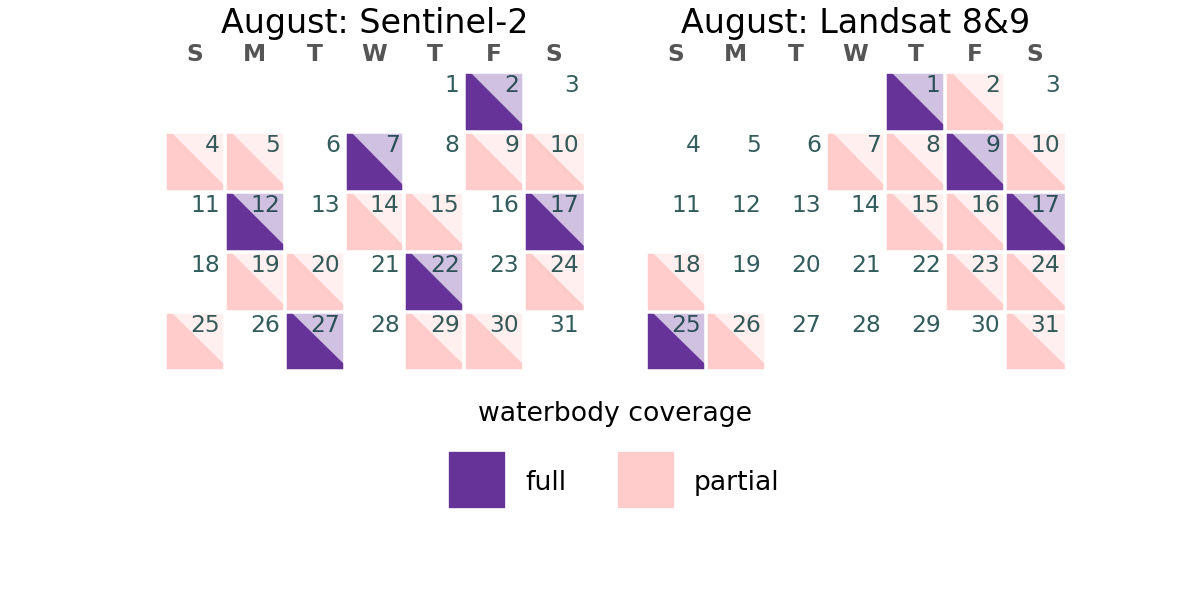 August: Sentinel-2
S M T W T F S
1 2 3
4 5 6 7 8 9 10
11 12 13 14 15 16 17
18 19 20 21 22 23 24
25 26 27 28 29 30 31
August: Landsat 8&9
S M T W T F S
1 2 3
4 5 6 7 8 9 10
11 12 13 14 15 16 17
18 19 20 21 22 23 24
25 26 27 28 29 30 31
waterbody coverage
full
partial